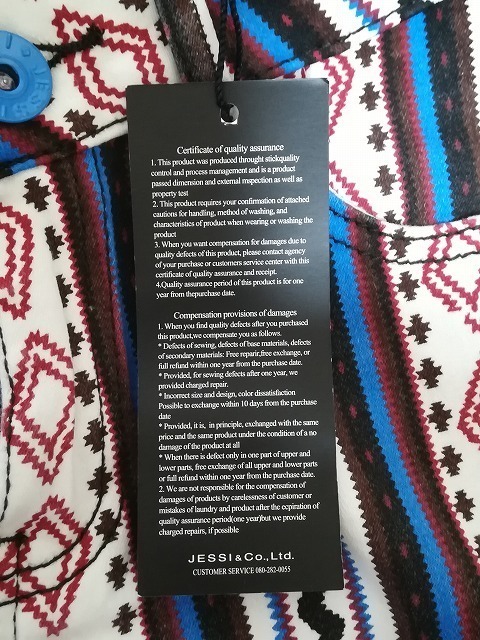 JESSI
Certificate of quality assurance
1. This product was produced throught stickquality
control and process management and is a product
passed dimension and external mspection as well as
property test
2. This product requires your confirmation of attached
cautions for handling, method of washing, and
characteristics of product when wearing or washing the
product
3. When you want compensation for damages due to
quality defects of this product, please contact agency
of your purchase or customers service center with this
certificate of quality assurance and receipt.
4.Quality assurance period of this product is for one
year from thepurchase date.
Compensation provisions of damages
1. When you find quality defects after you purchased
this product,we compensate you as follows.
* Defects of sewing, defects of base materials, defects
of secondary materials: Free repairr,free exchange, or
full refund within one year from the purchase date.
* Provided, for sewing defects after one year, we
provided charged repair.
* Incorrect size and design, color dissatisfaction
Possible to exchange within 10 days from the purchase
date
* Provided, it is, in principle, exchanged with the same
price and the same product under the condition of a no
damage of the product at all
* When there is defect only in one part of upper and
lower parts, free exchange of all upper and lower parts
or full refund within one year from the purchase date.
2. We are not responsible for the compensation of
damages of products by carelessness of customer or
mistakes of laundry and product after the ecpiration of
quality assurance period(one year)but we provide
charged repairs, if possible
JESSI & Co.,Ltd.
CUSTOMER SERVICE 080-282-0055